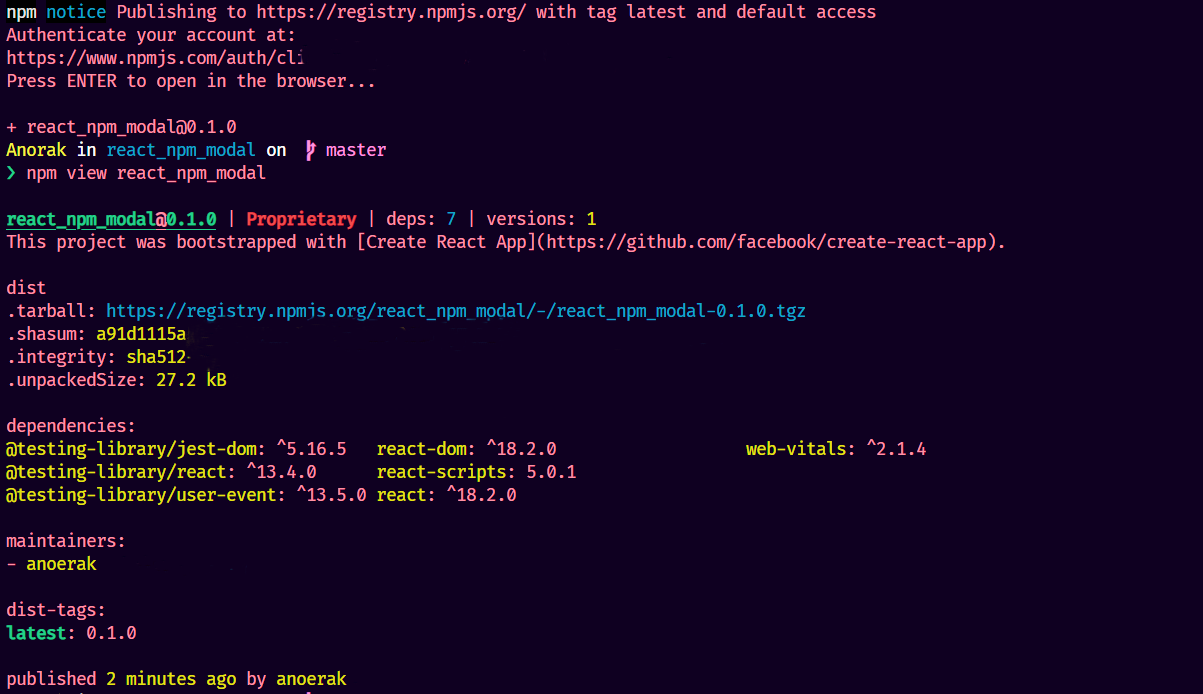 npm notice Publishing to https://registry.npmjs.org/ with tag latest and default access
Authenticate your account at:
https://www.npmjs.com/auth/cli
Press ENTER to open in the browser...
+ react_npm_modal@0.1.0
Anorak in react_npm_modal on master
❯ npm view react_npm_modal
react_npm_modal@0.1.0 | Proprietary | deps: 7 | versions: 1
This project was bootstrapped with [Create React App](https://github.com/facebook/create-react-app).
dist
.tarball: https://registry.npmjs.org/react_npm_modal/-/react_npm_modal-0.1.0.tgz
.shasum: a91d1115a
.integrity: sha512
.unpackedSize: 27.2 kB
dependencies:
@testing-library/jest-dom: ^5.16.5 react-dom: ^18.2.0 web-vitals: ^2.1.4
@testing-library/react: ^13.4.0 react-scripts: 5.0.1
@testing-library/user-event: ^13.5.0 react: ^18.2.0
maintainers:
- anoerak
dist-tags:
latest: 0.1.0
published 2 minutes ago by anoerak